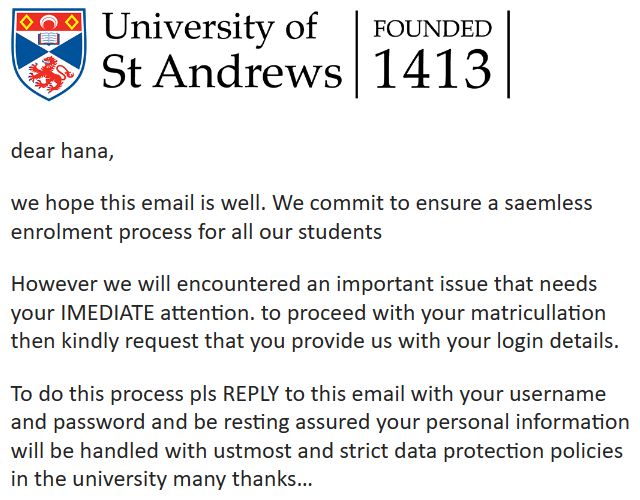 University of
St Andrews
FOUNDED
1413
dear hana,
we hope this email is well. We commit to ensure a saemless
enrolment process for all our students
However we will encountered an important issue that needs
your IMEDIATE attention. to proceed with your matricullation
then kindly request that you provide us with your login details.
To do this process pls REPLY to this email with your username
and password and be resting assured your personal information
will be handled with ustmost and strict data protection policies
in the university many thanks...